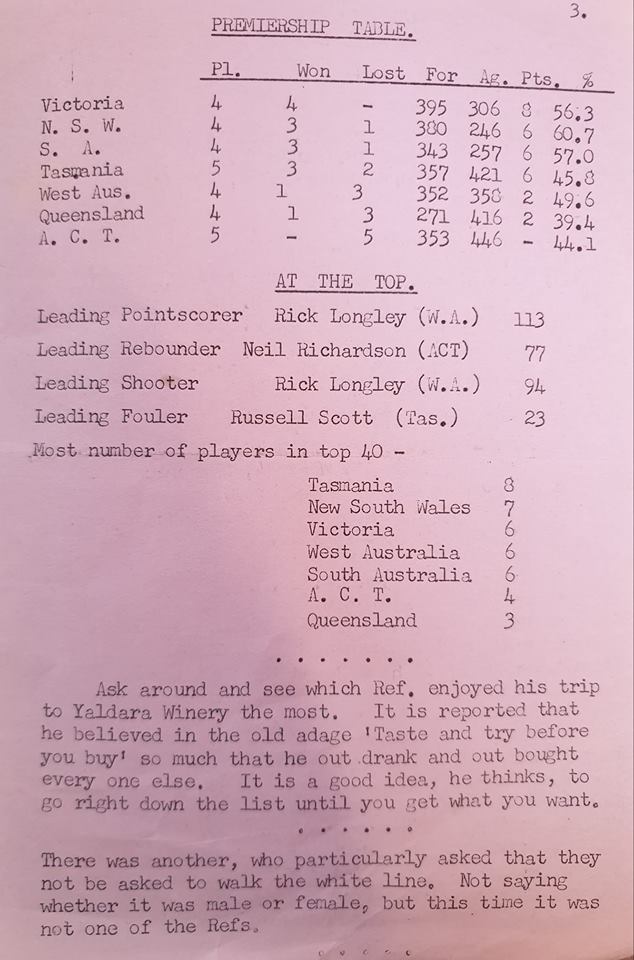 3.
PREMIERSHIP TABLE.
Pl. Won Lost For Ag. Pts. %
Victoria 4 4 - 395 306 8 56.3
N. S. W. 4 3 1 380 246 6 60.7
S. A. 4 3 1 343 257 6 57.0
Tasmania 5 3 2 357 421 6 45.8
West Aus. 4 1 3 352 358 2 49.6
Queensland 4 1 3 271 416 2 39.4
A. C. T. 5 - 5 353 446 - 44.1
AT THE TOP.
Leading Pointscorer Rick Longley (W.A.) 113
Leading Rebounder Neil Richardson (ACT) 77
Leading Shooter Rick Longley (W.A.) 94
Leading Fouler Russell Scott (Tas.) 23
Most number of players in top 40 -
Tasmania 8
New South Wales 7
Victoria 6
West Australia 6
South Australia 6
A. C. T. 4
Queensland 3
. . . . . . .
Ask around and see which Ref. enjoyed his trip
to Yaldara Winery the most. It is reported that
he believed in the old adage 'Taste and try before
you buy' so much that he out drank and out bought
every one else. It is a good idea, he thinks, to
go right down the list until you get what you want.
. . . . . .
There was another, who particularly asked that they
not be asked to walk the white line. Not saying
whether it was male or female, but this time it was
not one of the Refs.
. . . . .